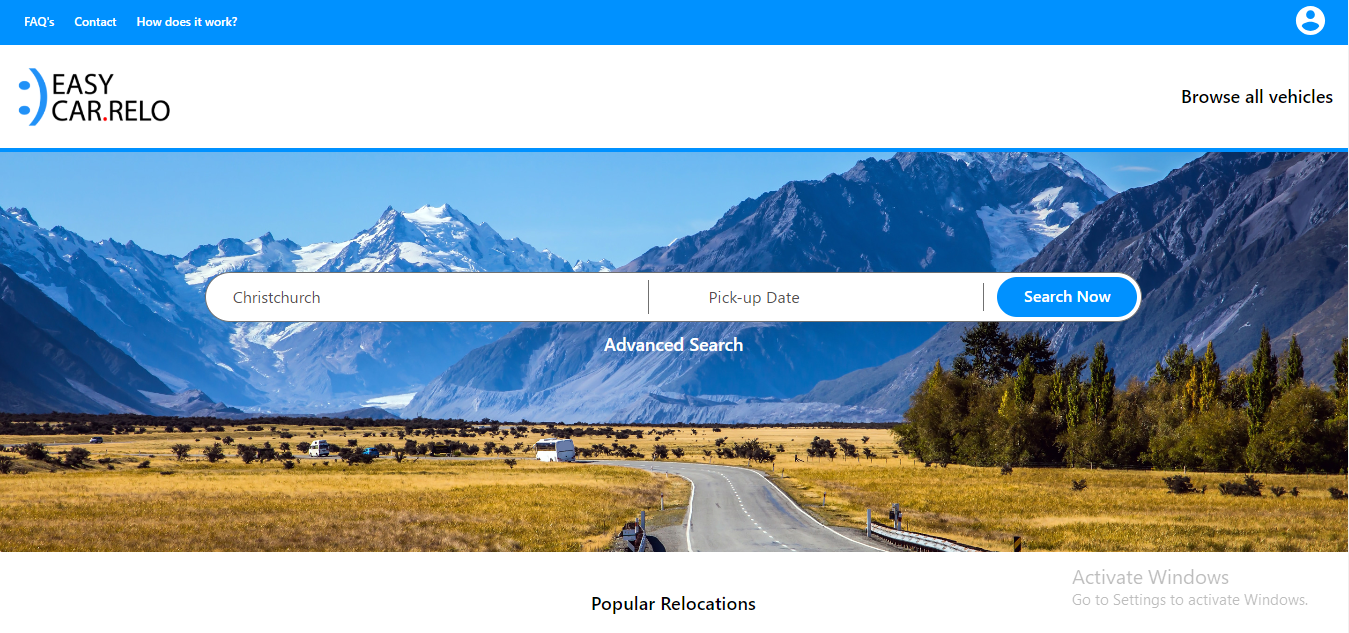 FAQ's Contact How does it work?
:) EASY
CAR.RELO
Browse all vehicles
Christchurch Pick-up Date Search Now
Advanced Search
Popular Relocations
Activate Windows
Go to Settings to activate Windows.